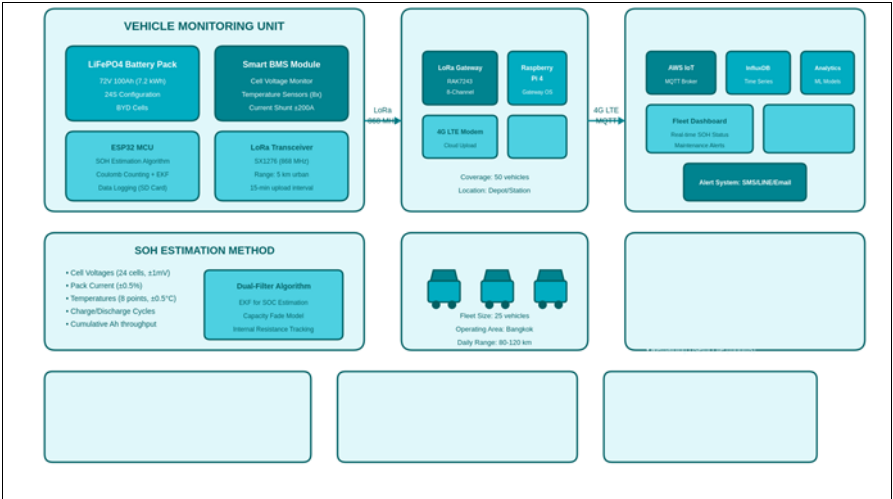 VEHICLE MONITORING UNIT
LiFePO4 Battery Pack
72V 100Ah (7.2 kWh)
24S Configuration
BYD Cells
Smart BMS Module
Cell Voltage Monitor
Temperature Sensors (8x)
Current Shunt ±200A
ESP32 MCU
SOH Estimation Algorithm
Coulomb Counting + EKF
Data Logging (SD Card)
LoRa Transceiver
SX1276 (868 MHz)
Range: 5 km urban
15-min upload interval
LoRa
868 MHz
LoRa Gateway
RAK7243
8-Channel
Raspberry
Pi 4
Gateway OS
4G LTE Modem
Cloud Upload
Coverage: 50 vehicles
Location: Depot/Station
4G LTE
MQTT
AWS IoT
MQTT Broker
InfluxDB
Time Series
Analytics
ML Models
Fleet Dashboard
Real-time SOH Status
Maintenance Alerts
Alert System: SMS/LINE/Email
SOH ESTIMATION METHOD
• Cell Voltages (24 cells, ±1mV)
• Pack Current (±0.5%)
• Temperatures (8 points, ±0.5°C)
• Charge/Discharge Cycles
• Cumulative Ah throughput
Dual-Filter Algorithm
EKF for SOC Estimation
Capacity Fade Model
Internal Resistance Tracking
Fleet Size: 25 vehicles
Operating Area: Bangkok
Daily Range: 80-120 km